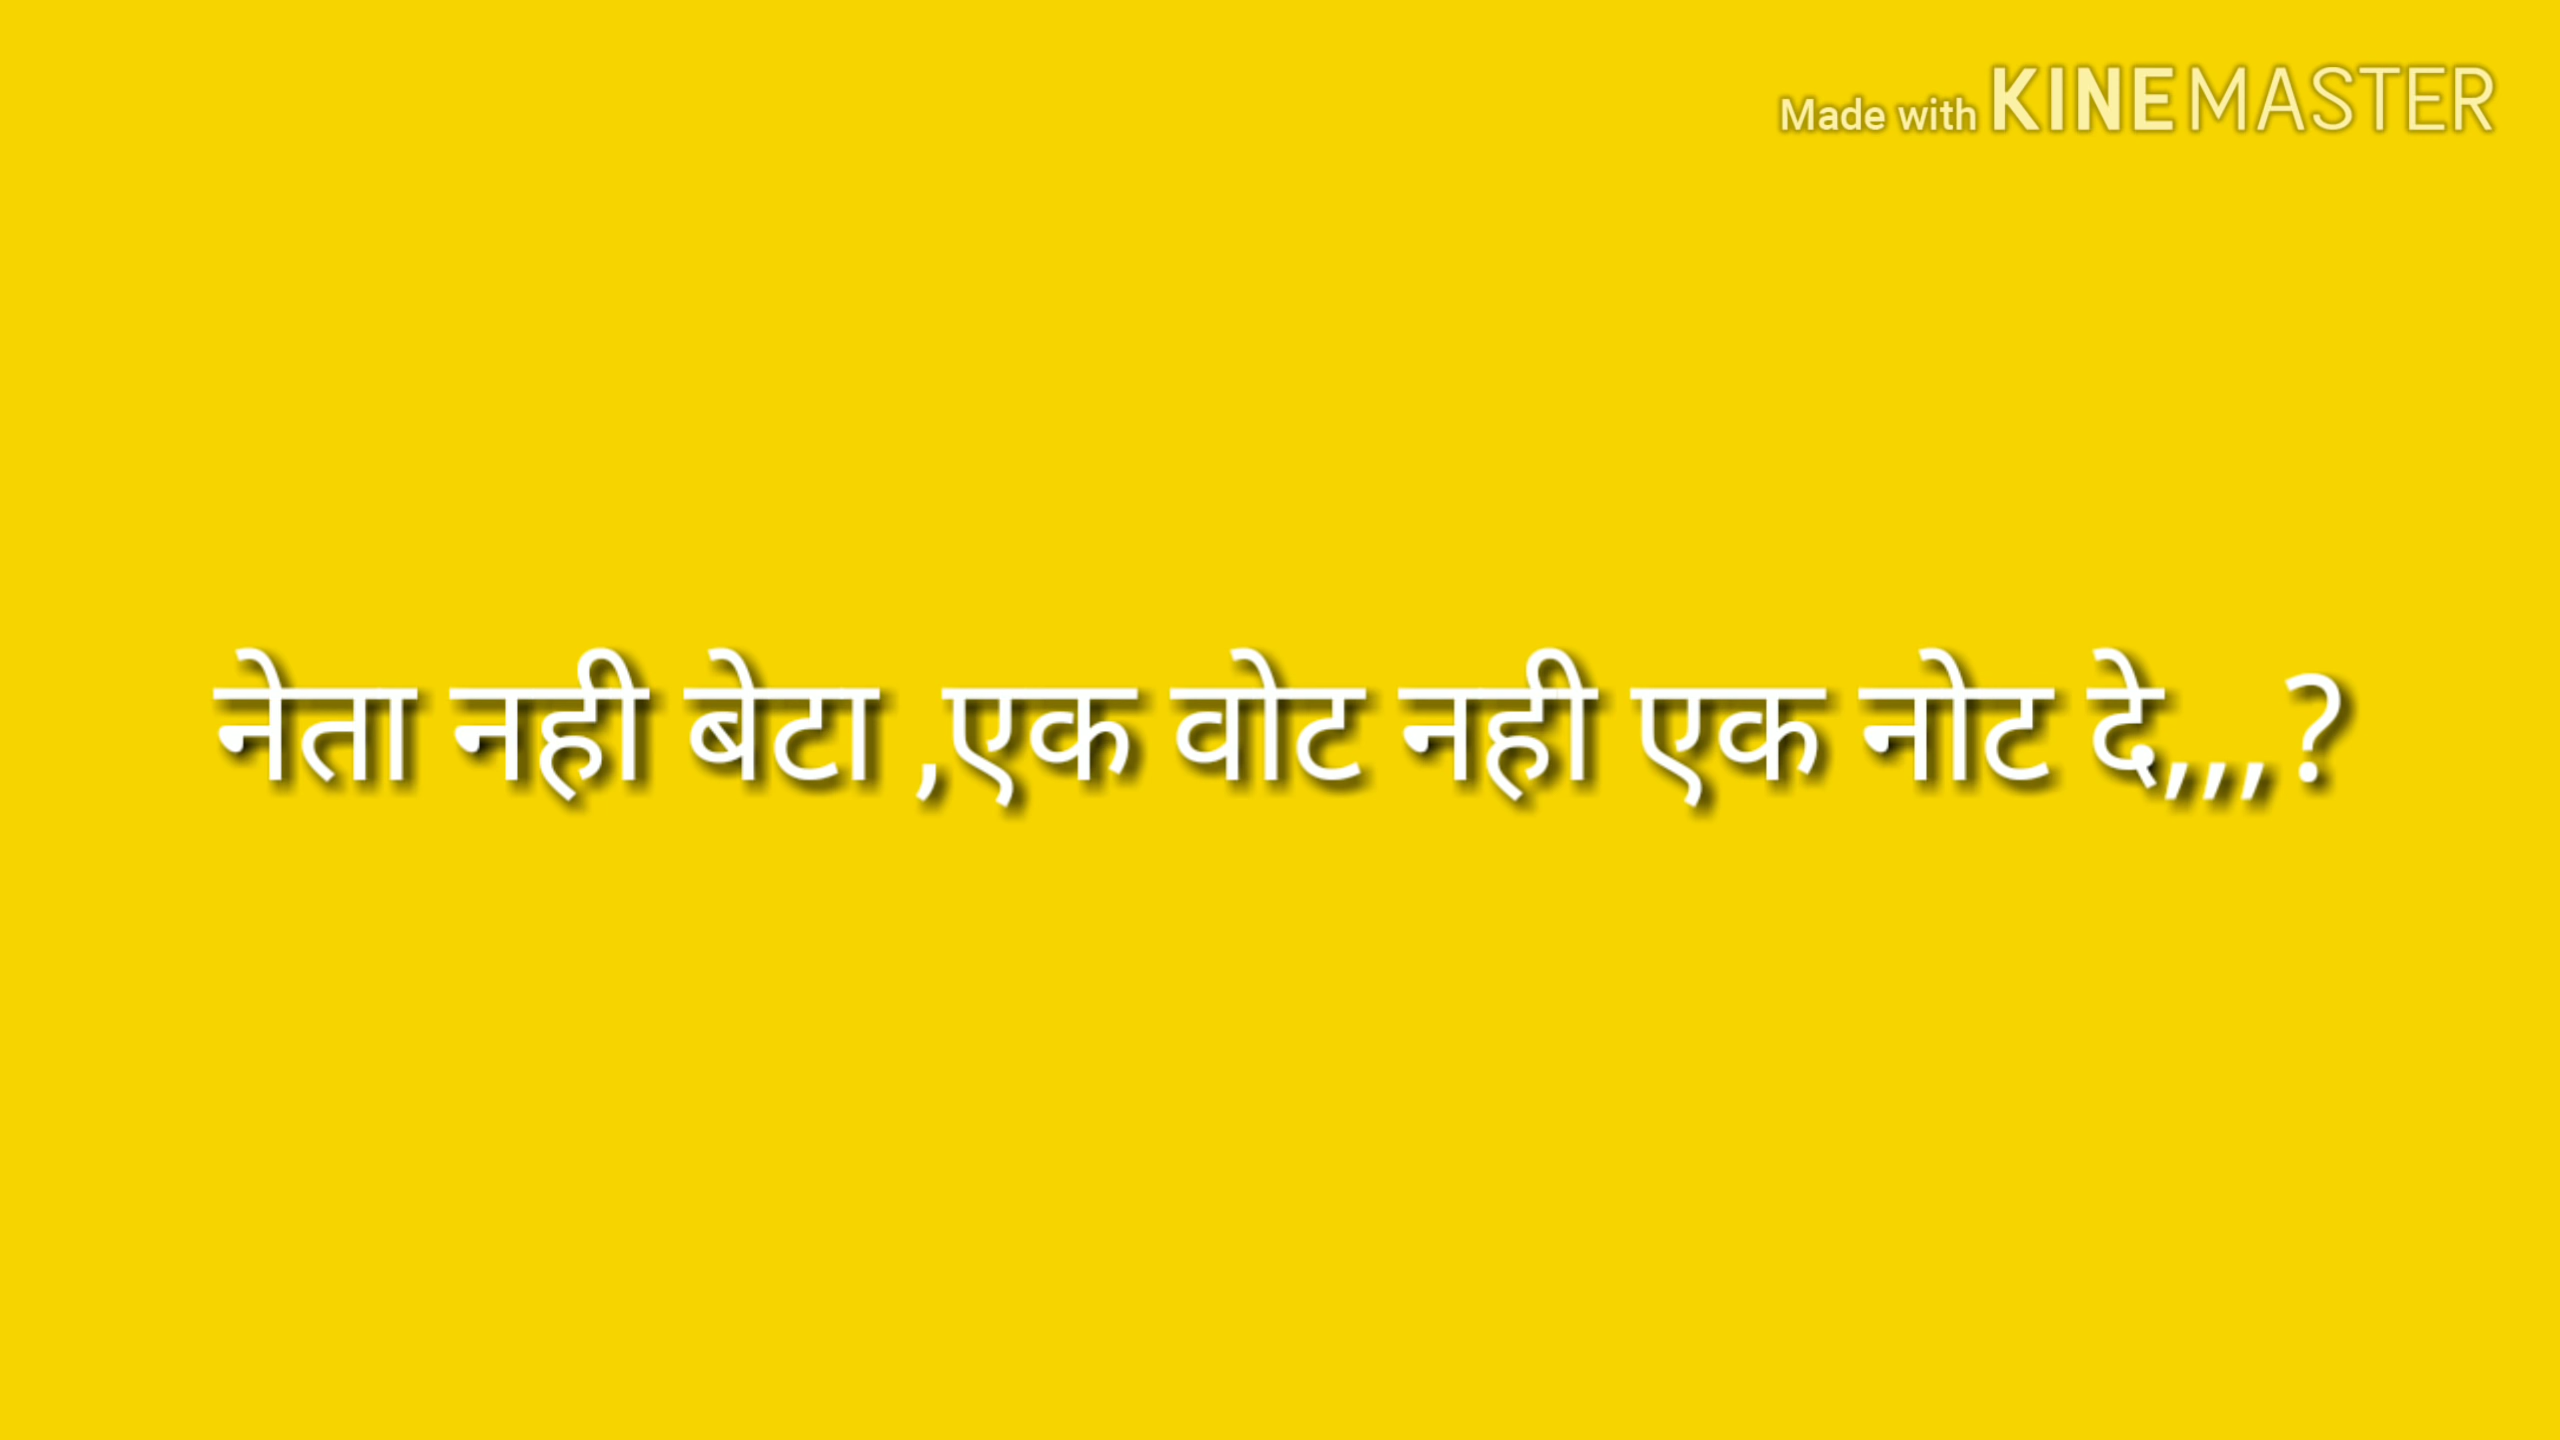 Made with KINEMASTER
नेता नही बेटा ,एक वोट नही एक नोट दे,,,?